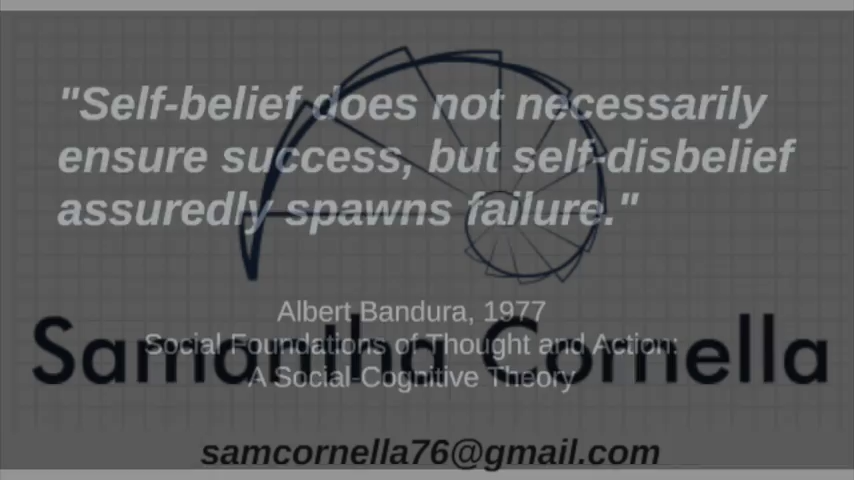 "Self-belief does not necessarily
ensure success, but self-disbelief
assuredly spawns failure."
Albert Bandura, 1977
Samantha Cornella
Social Foundations of Thought and Action:
A Social-Cognitive Theory
samcornella76@gmail.com